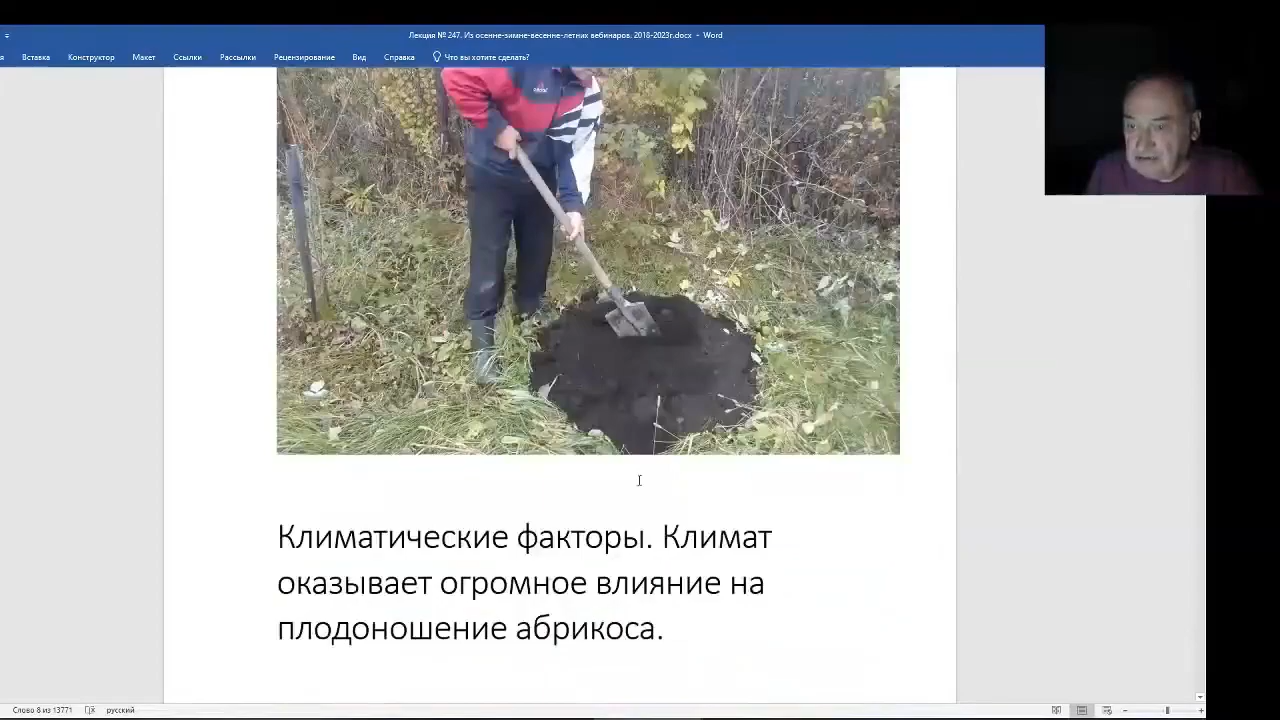 Лекция № 247. Из осенне-зимне-весенне-летних вебинаров. 2018-2023г.docx - Word
Вставка Конструктор Макет Ссылки Рассылки Рецензирование Вид Справка Что вы хотите сделать?
Климатические факторы. Климат
оказывает огромное влияние на
плодоношение абрикоса.
Слово 8 из 13771 русский